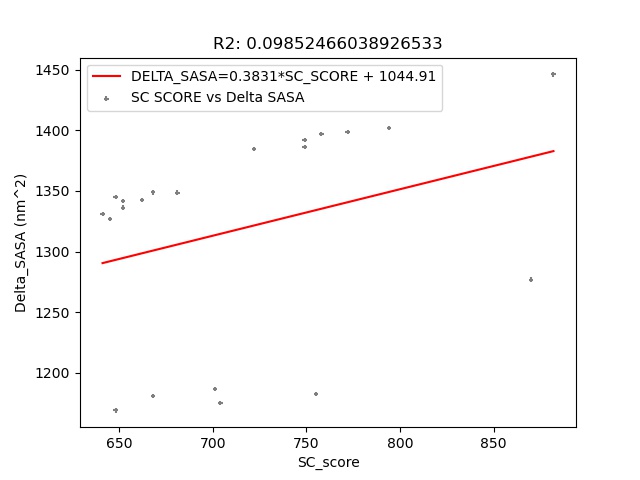 R2: 0.09852466038926533
DELTA_SASA=0.3831*SC_SCORE + 1044.91
SC SCORE vs Delta SASA
1450
1400
1350
1300
1250
1200
Delta_SASA (nm^2)
650 700 750 800 850
SC_score